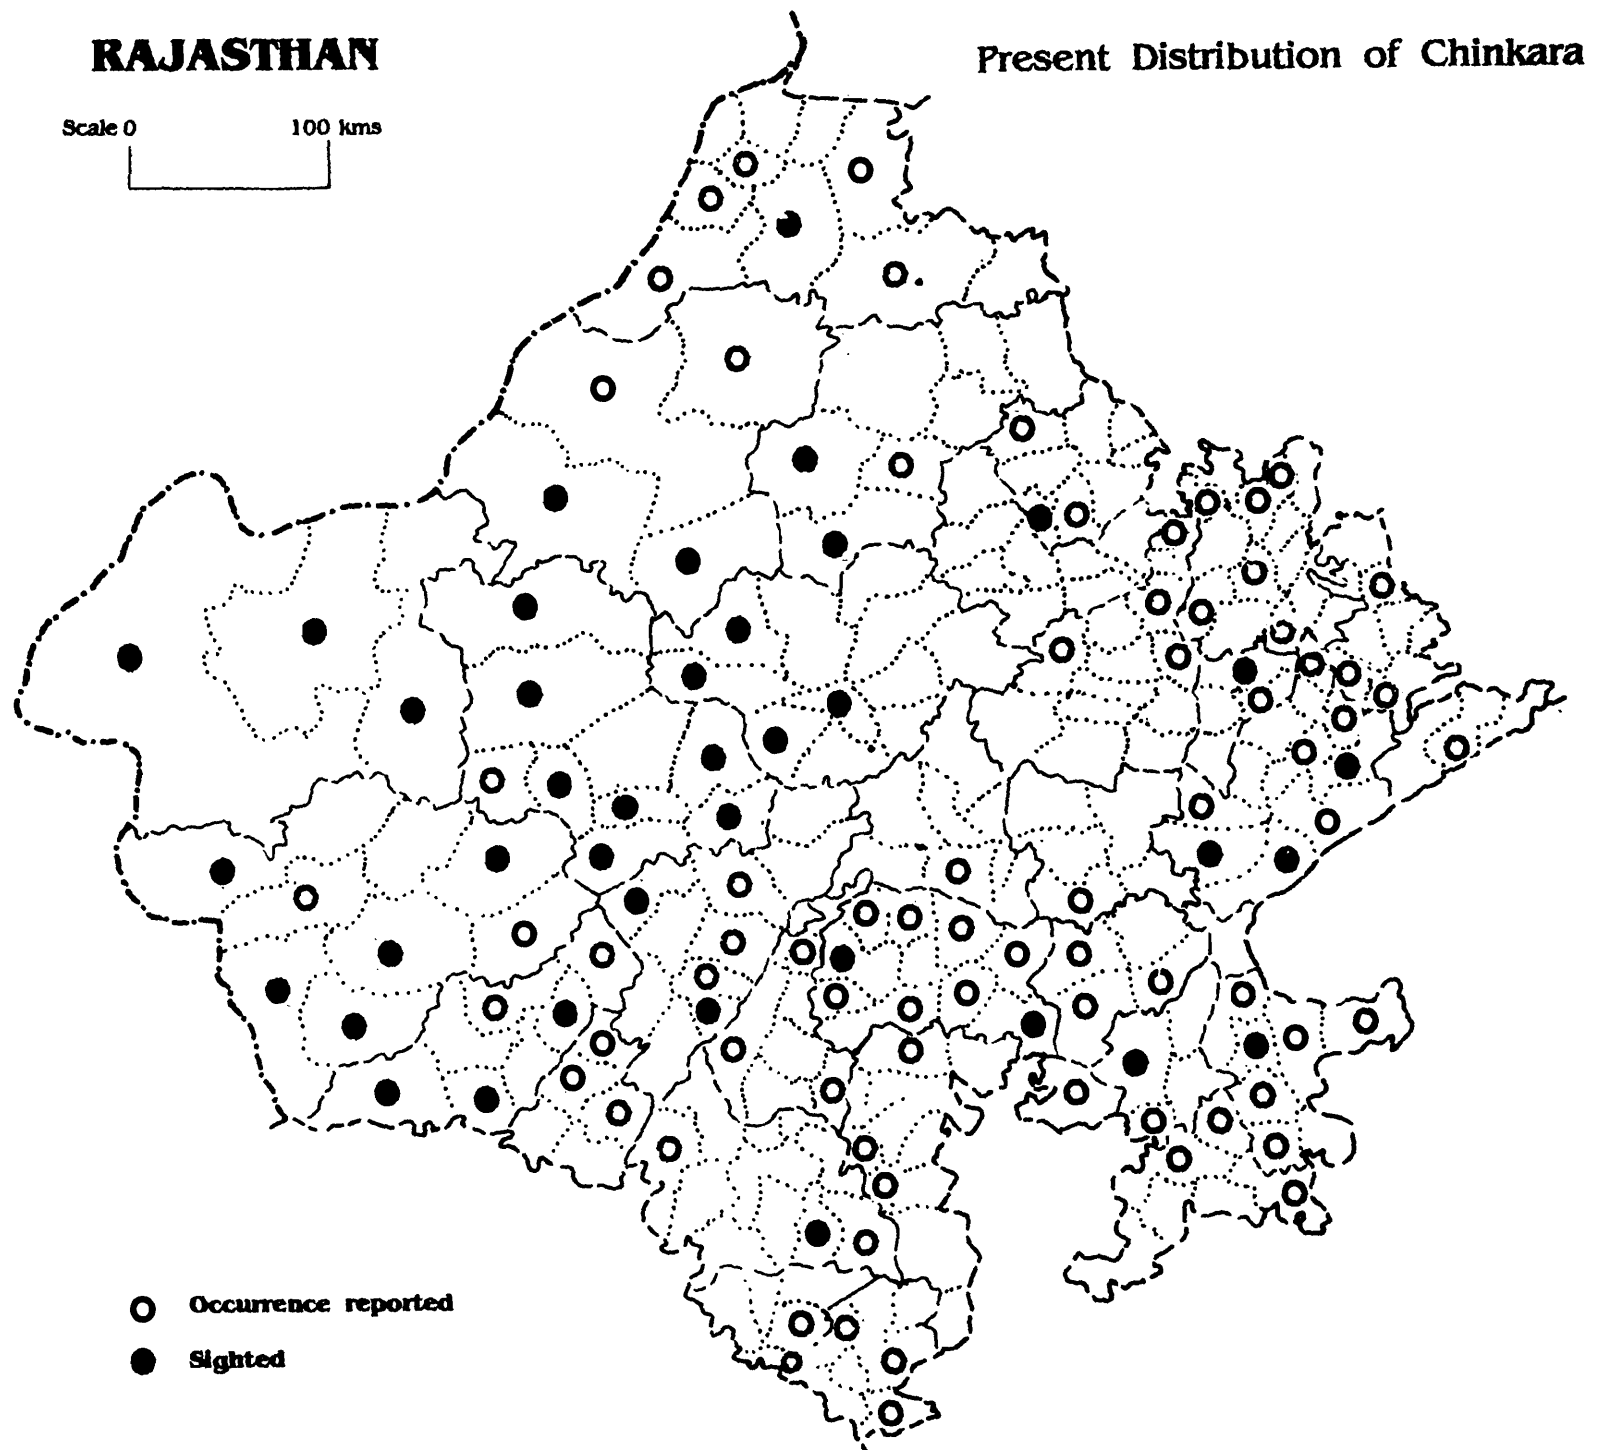 RAJASTHAN
Present Distribution of Chinkara
Scale 0 100 kms
Occurrence reported
Sighted